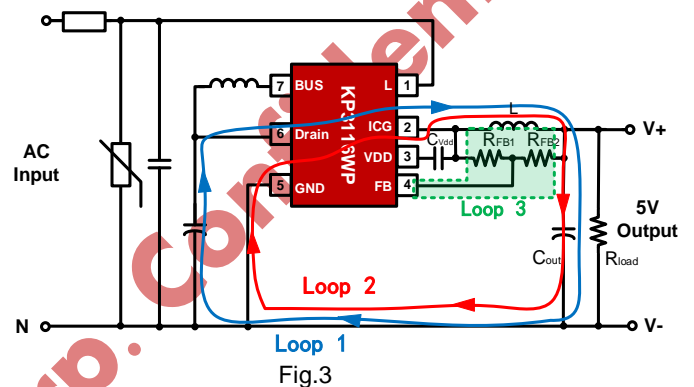 AC
Input
N
7
BUS
6
Drain
5
GND
KP3116WP
L
1
ICG
2
VDD
3
FB
4
CVdd
L
RFB1
RFB2
Loop 3
Cout
Rload
V+
5V
Output
V-
Loop 2
Loop 1
Fig.3